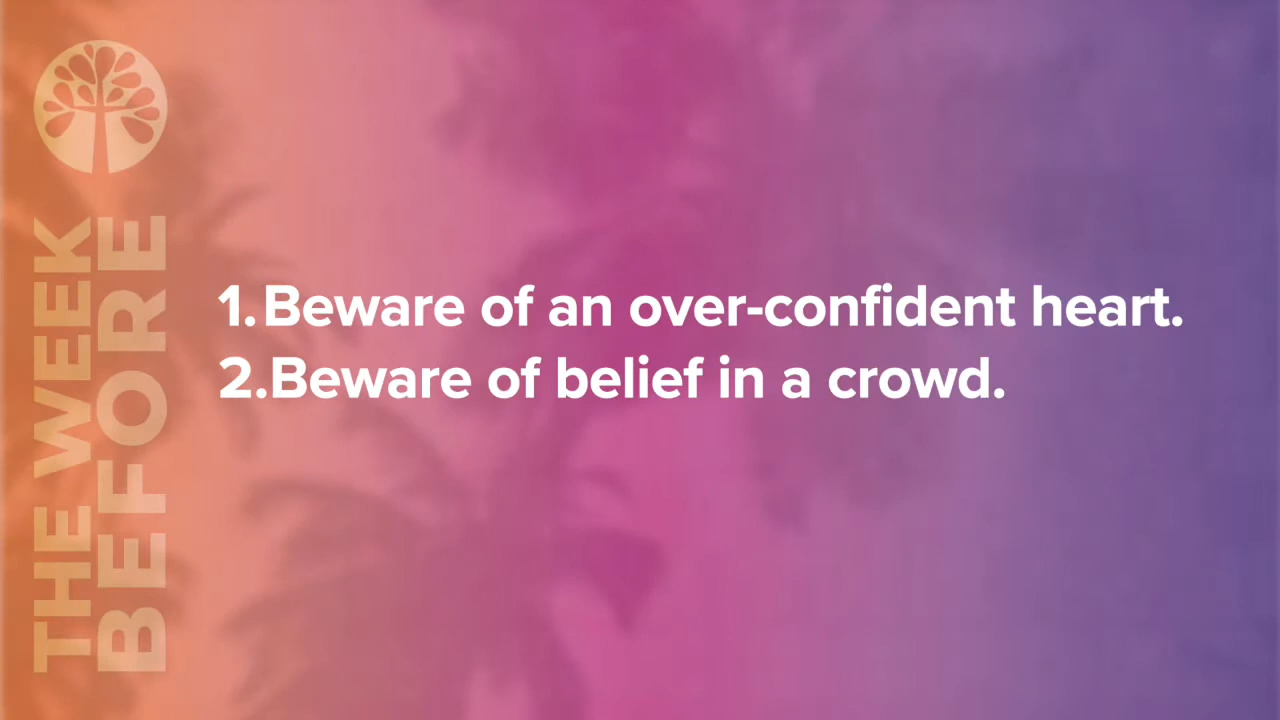 THE WEEK
BEFORE
1.Beware of an over-confident heart.
2.Beware of belief in a crowd.